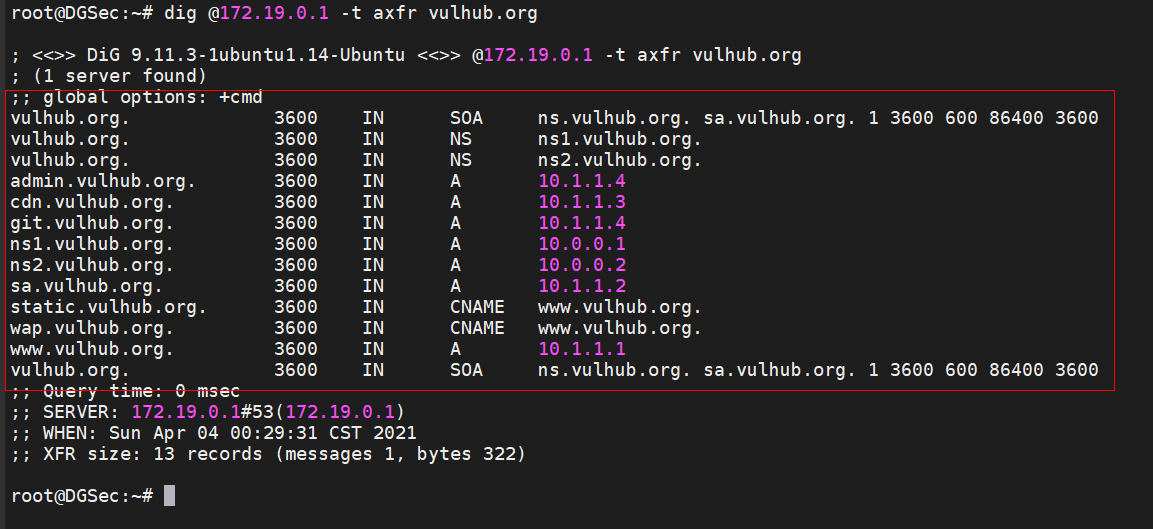 root@DGSec:~# dig @172.19.0.1 -t axfr vulhub.org
; <<>> DiG 9.11.3-1ubuntu1.14-Ubuntu <<>> @172.19.0.1 -t axfr vulhub.org
; (1 server found)
;; global options: +cmd
vulhub.org. 3600 IN SOA ns.vulhub.org. sa.vulhub.org. 1 3600 600 86400 3600
vulhub.org. 3600 IN NS ns1.vulhub.org.
vulhub.org. 3600 IN NS ns2.vulhub.org.
admin.vulhub.org. 3600 IN A 10.1.1.4
cdn.vulhub.org. 3600 IN A 10.1.1.3
git.vulhub.org. 3600 IN A 10.1.1.4
ns1.vulhub.org. 3600 IN A 10.0.0.1
ns2.vulhub.org. 3600 IN A 10.0.0.2
sa.vulhub.org. 3600 IN A 10.1.1.2
static.vulhub.org. 3600 IN CNAME www.vulhub.org.
wap.vulhub.org. 3600 IN CNAME www.vulhub.org.
www.vulhub.org. 3600 IN A 10.1.1.1
vulhub.org. 3600 IN SOA ns.vulhub.org. sa.vulhub.org. 1 3600 600 86400 3600
;; Query time: 0 msec
;; SERVER: 172.19.0.1#53(172.19.0.1)
;; WHEN: Sun Apr 04 00:29:31 CST 2021
;; XFR size: 13 records (messages 1, bytes 322)
root@DGSec:~#